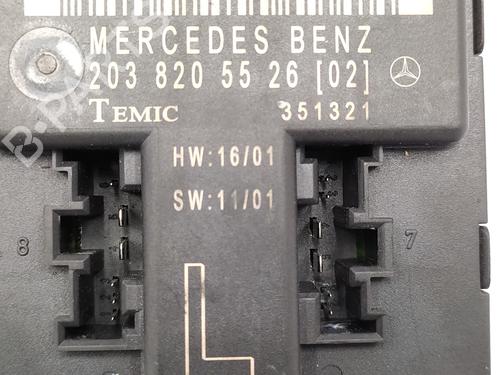 MERCEDES BENZ
203 820 55 26 [02]
TEMIC 351321
HW:16/01
SW:11/01
8
7
L